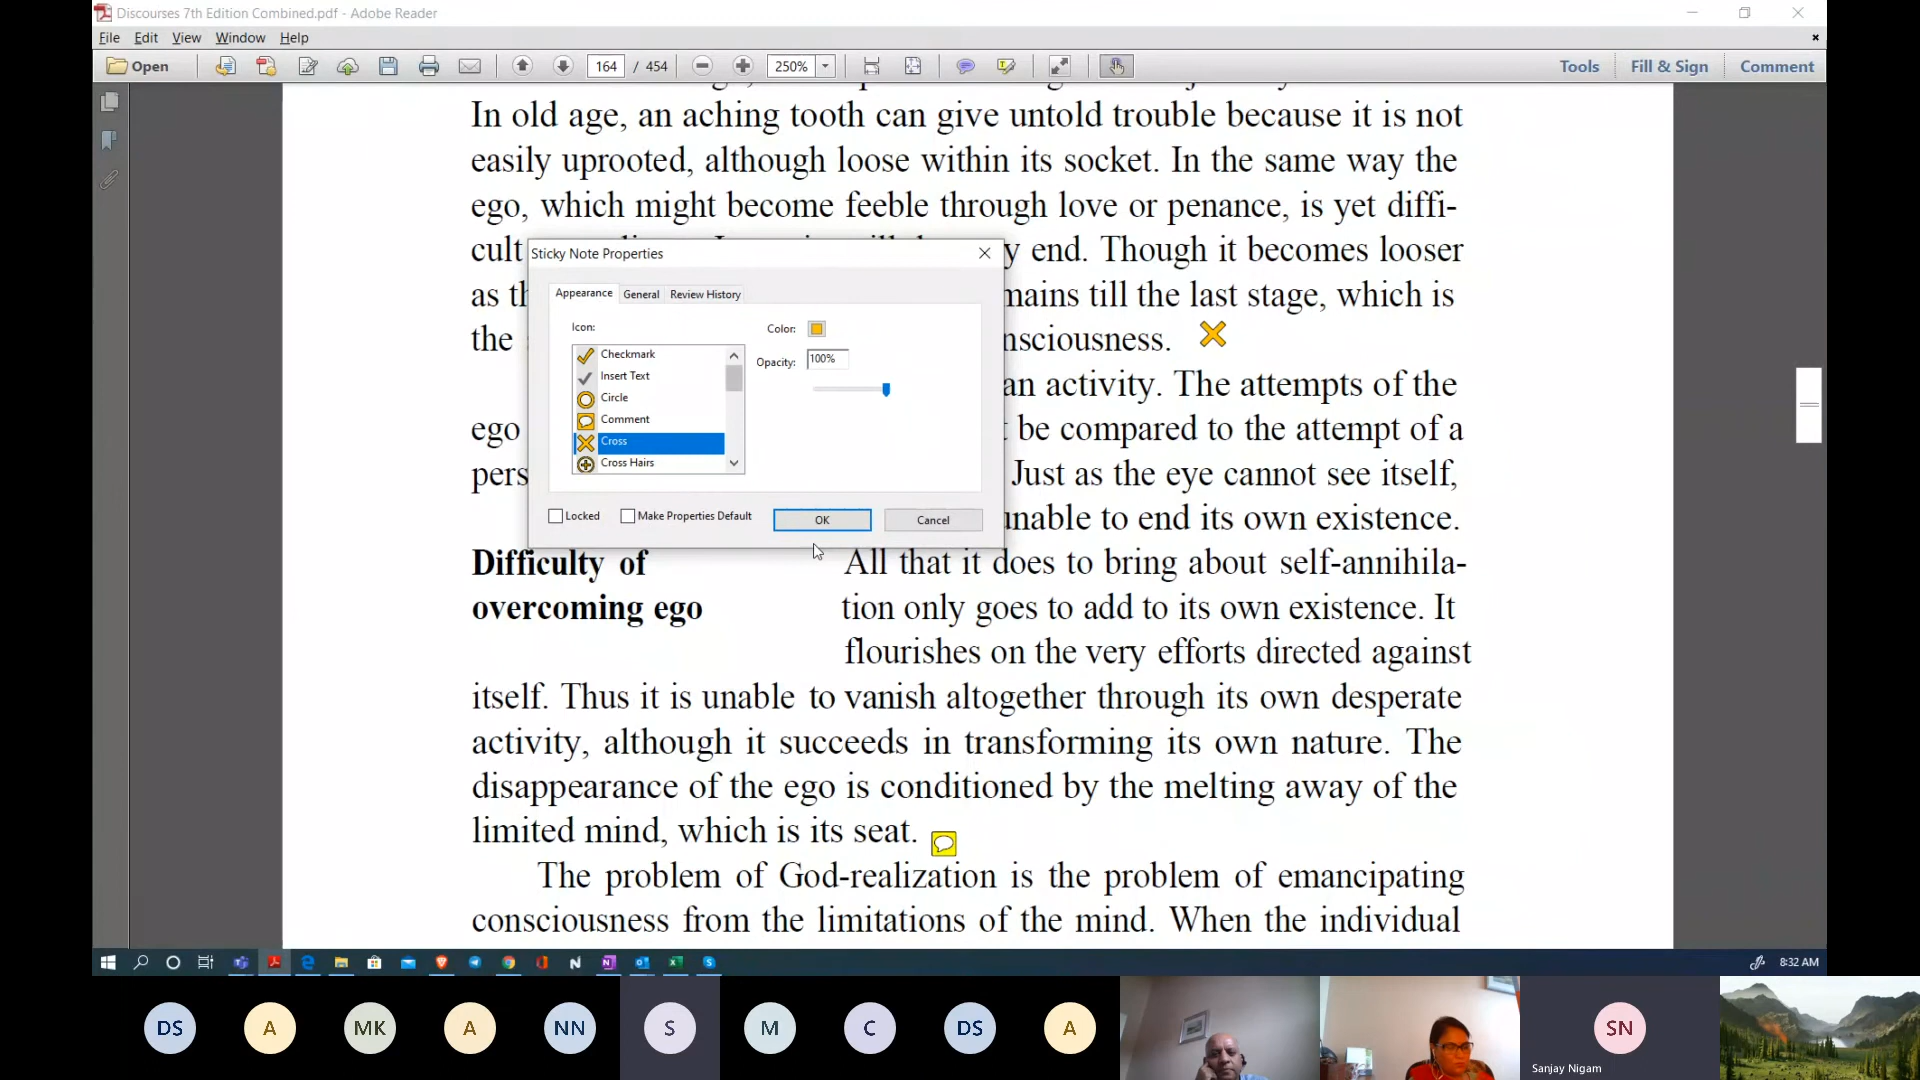 Discourses 7th Edition Combined.pdf - Adobe Reader
File Edit View Window Help
Open 164 / 454 250% Tools Fill & Sign Comment
In old age, an aching tooth can give untold trouble because it is not
easily uprooted, although loose within its socket. In the same way the
ego, which might become feeble through love or penance, is yet diffi-
cult y end. Though it becomes looser
as th mains till the last stage, which is
the nsciousness.
an activity. The attempts of the
ego be compared to the attempt of a
pers Just as the eye cannot see itself,
unable to end its own existence.
Sticky Note Properties
Appearance General Review History
Icon:
Checkmark
Insert Text
Circle
Comment
Cross
Cross Hairs
Color:
Opacity: 100%
Locked Make Properties Default OK Cancel
Difficulty of
overcoming ego
All that it does to bring about self-annihila-
tion only goes to add to its own existence. It
flourishes on the very efforts directed against
itself. Thus it is unable to vanish altogether through its own desperate
activity, although it succeeds in transforming its own nature. The
disappearance of the ego is conditioned by the melting away of the
limited mind, which is its seat.
The problem of God-realization is the problem of emancipating
consciousness from the limitations of the mind. When the individual
8:32 AM
DS A MK A NN S M C DS A SN
Sanjay Nigam